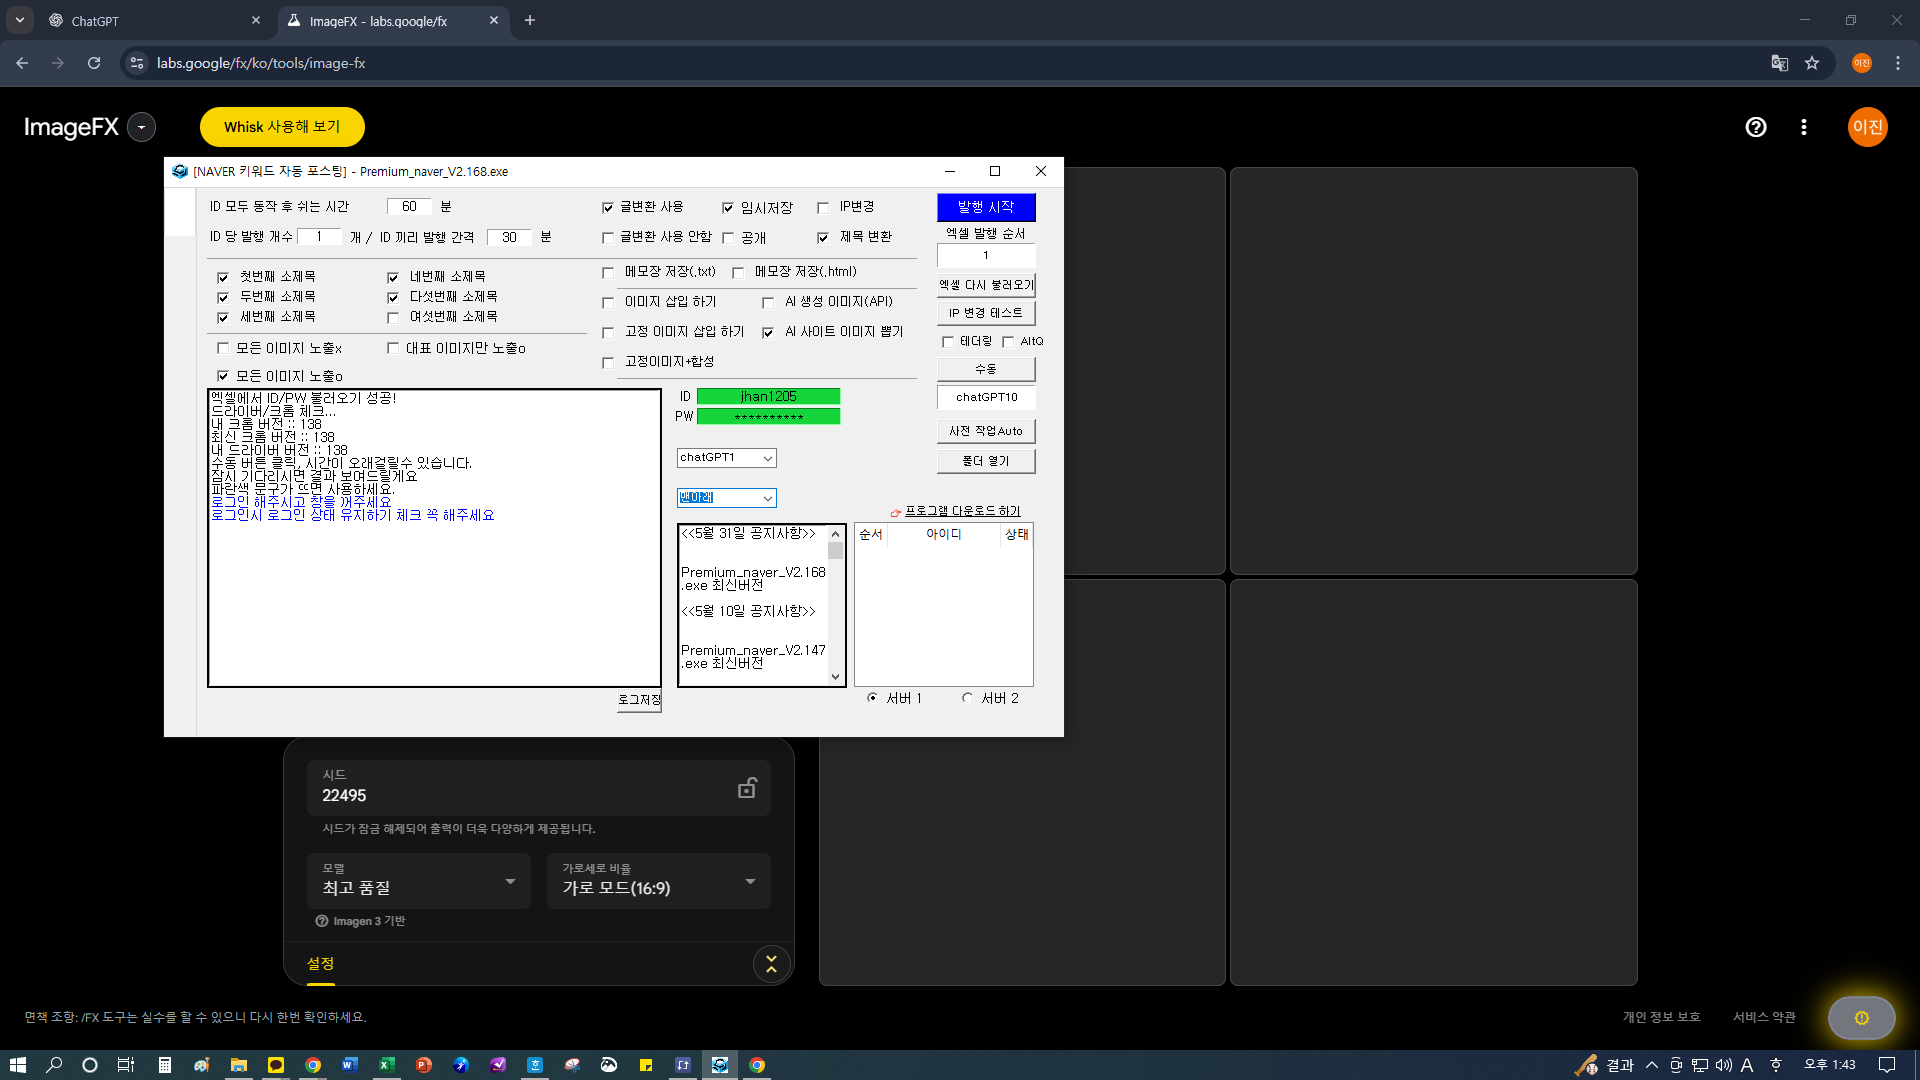 ChatGPT
ImageFX - labs.google/fx
labs.google/fx/ko/tools/image-fx
이진
ImageFX
Whisk 사용해 보기
이진
[NAVER 키워드 자동 포스팅] - Premium_naver_V2.168.exe
ID 모두 동작 후 쉬는 시간 60 분
ID 당 발행 개수 1 개 / ID 끼리 발행 간격 30 분
글변환 사용 임시저장 IP변경
글변환 사용 안함 공개 제목 변환
발행 시작
엑셀 발행 순서
1
엑셀 다시 불러오기
IP 변경 테스트
테더링 AltQ
수동
chatGPT10
사전 작업Auto
폴더 열기
첫번째 소제목 네번째 소제목
두번째 소제목 다섯번째 소제목
세번째 소제목 여섯번째 소제목
모든 이미지 노출x 대표 이미지만 노출o
모든 이미지 노출o
메모장 저장(.txt) 메모장 저장(.html)
이미지 삽입 하기 AI 생성 이미지(API)
고정 이미지 삽입 하기 AI 사이트 이미지 뽑기
고정이미지+합성
엑셀에서 ID/PW 불러오기 성공!
드라이버/크롬 체크...
내 크롬 버전 :: 138
최신 크롬 버전 :: 138
내 드라이버 버전 :: 138
수동 버튼 클릭, 시간이 오래걸릴수 있습니다.
잠시 기다리시면 결과 보여드릴게요
파란색 문구가 뜨면 사용하세요.
로그인 해주시고 창을 꺼주세요
로그인시 로그인 상태 유지하기 체크 꼭 해주세요
로그저장
ID jhan1205
PW **********
chatGPT1
맨아래
프로그램 다운로드 하기
<<5월 31일 공지사항>>
Premium_naver_V2.168
.exe 최신버전
<<5월 10일 공지사항>>
Premium_naver_V2.147
.exe 최신버전
순서 아이디 상태
서버 1 서버 2
시드
22495
시드가 잠금 해제되어 출력이 더욱 다양하게 제공됩니다.
모델
최고 품질
가로세로 비율
가로 모드(16:9)
Imagen 3 기반
설정
면책 조항: /FX 도구는 실수를 할 수 있으니 다시 한번 확인하세요.
개인 정보 보호 서비스 약관
결과
A
오후 1:43